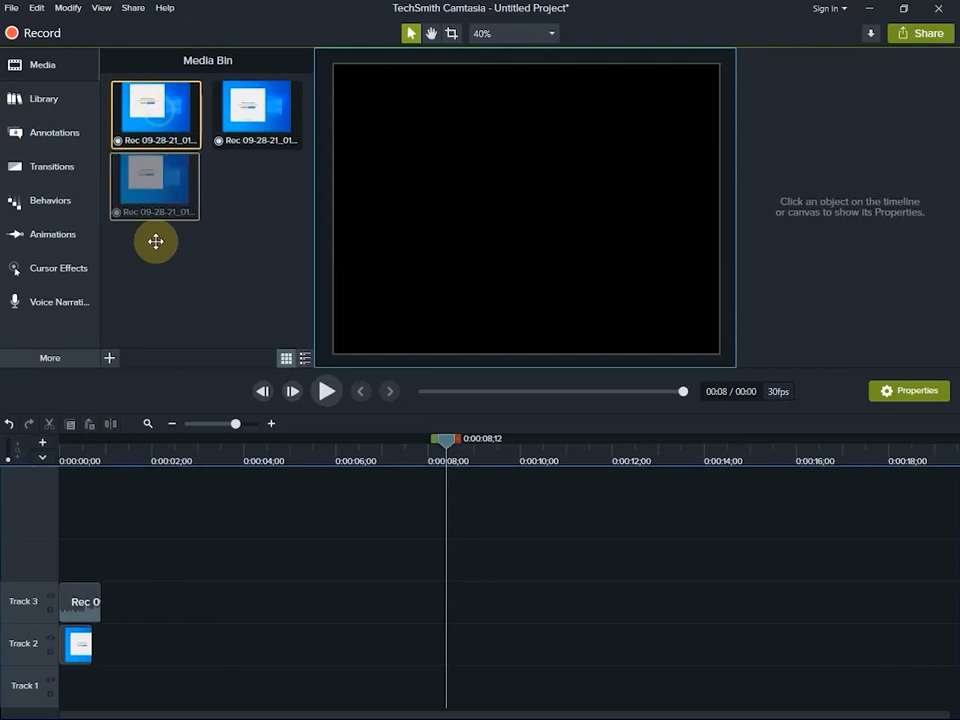 File Edit Modify View Share Help
TechSmith Camtasia - Untitled Project*
Sign In
Record
40%
Share
Media
Library
Annotations
Transitions
Behaviors
Animations
Cursor Effects
Voice Narrati...
More
Media Bin
Rec 09-28-21_01...
Rec 09-28-21_01...
Rec 09-28-21_01...
Click an object on the timeline
or canvas to show its Properties.
00:08 / 00:00
30fps
Properties
0:00:08;12
0:00:00;00 0:00:02;00 0:00:04;00 0:00:06;00 0:00:08;00 0:00:10;00 0:00:12;00 0:00:14;00 0:00:16;00 0:00:18;00
Track 3
Rec 0
Track 2
Track 1